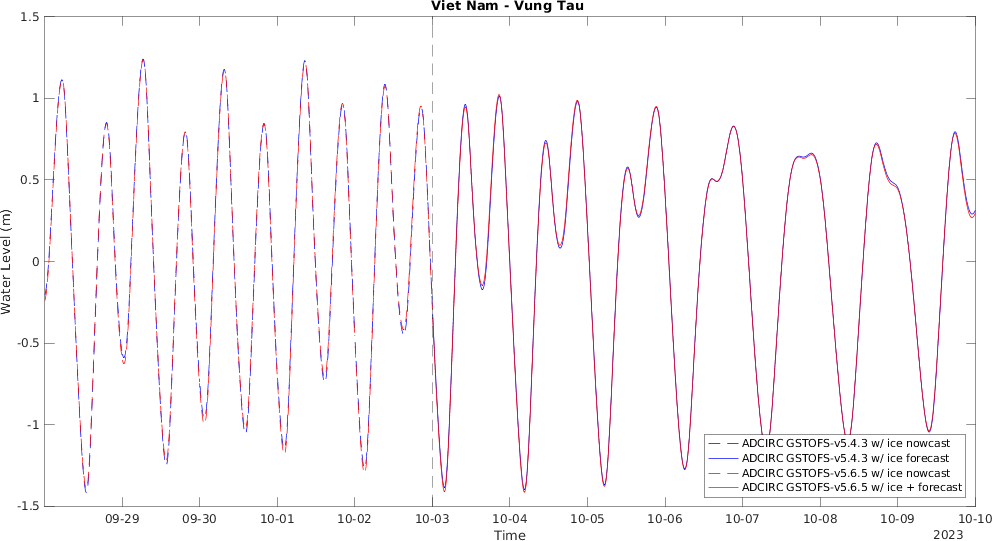 Viet Nam - Vung Tau
1.5
1
0.5
0
-0.5
-1
-1.5
Water Level (m)
ADCIRC GSTOFS-v5.4.3 w/ ice nowcast
ADCIRC GSTOFS-v5.4.3 w/ ice forecast
ADCIRC GSTOFS-v5.6.5 w/ ice nowcast
ADCIRC GSTOFS-v5.6.5 w/ ice + forecast
09-29 09-30 10-01 10-02 10-03 10-04 10-05 10-06 10-07 10-08 10-09 10-10
Time
2023